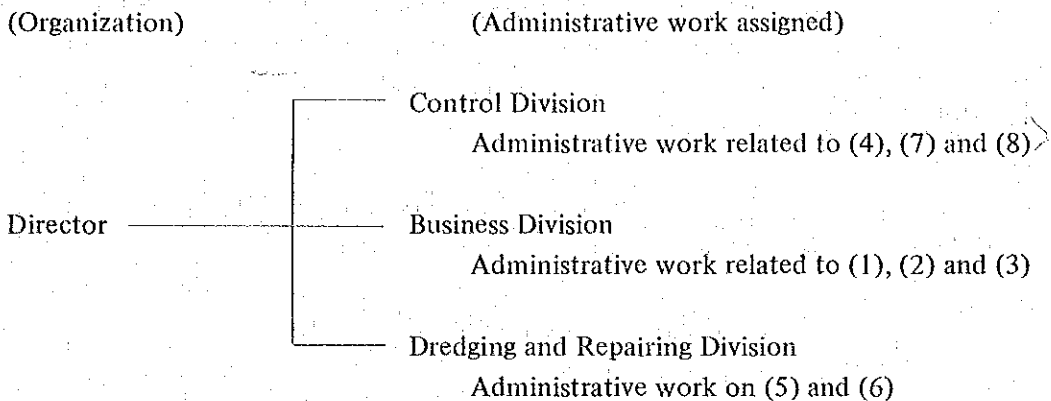 (Organization) (Administrative work assigned)
Control Division
Administrative work related to (4), (7) and (8)
Director
Business Division
Administrative work related to (1), (2) and (3)
Dredging and Repairing Division
Administrative work on (5) and (6)